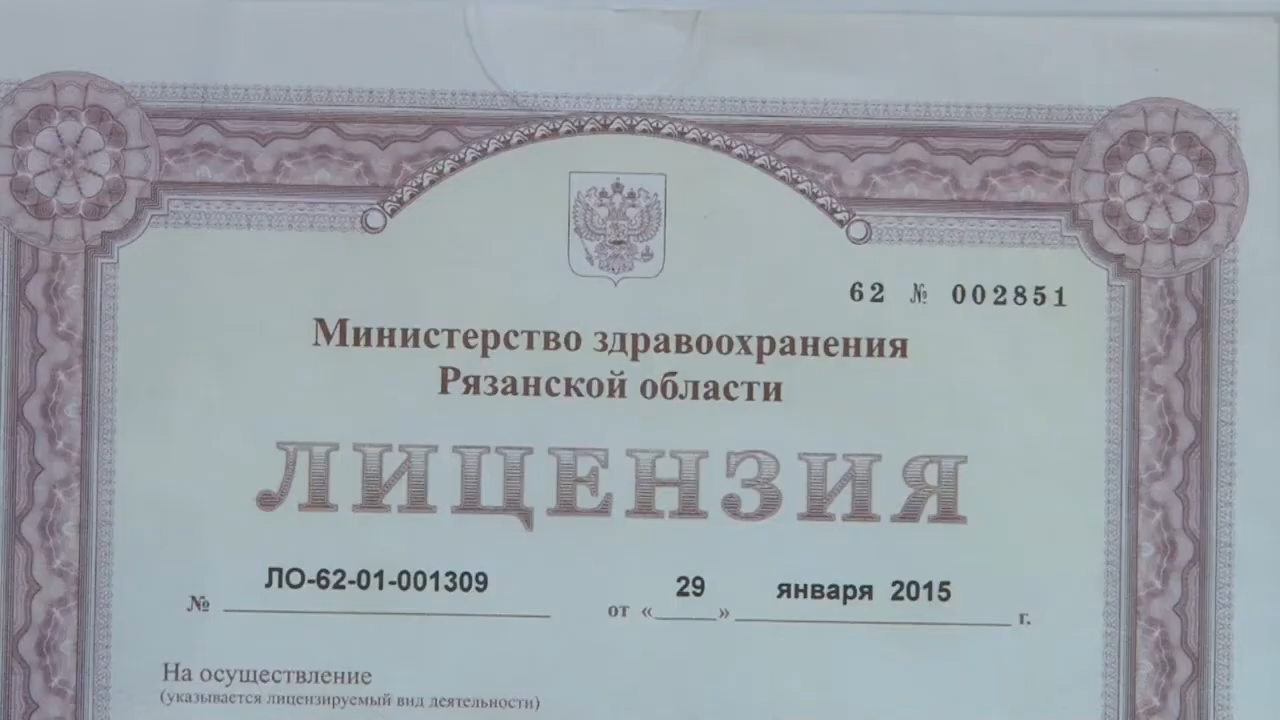 62 № 002851
Министерство здравоохранения
Рязанской области
ЛИЦЕНЗИЯ
№ ЛО-62-01-001309 от « 29 » января 2015 г.
На осуществление
(указывается лицензируемый вид деятельности)